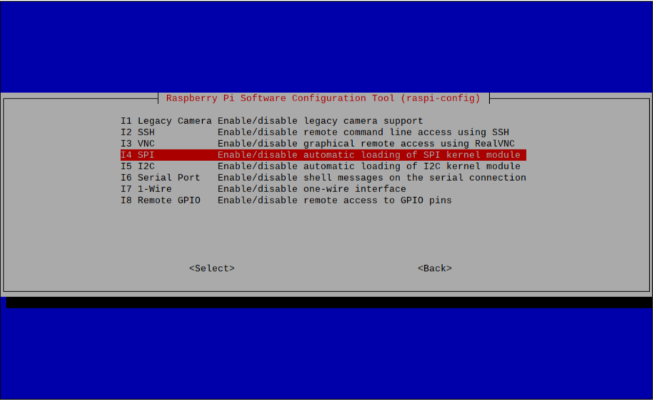 Raspberry Pi Software Configuration Tool (raspi-config)
I1 Legacy Camera Enable/disable legacy camera support
I2 SSH Enable/disable remote command line access using SSH
I3 VNC Enable/disable graphical remote access using RealVNC
I4 SPI Enable/disable automatic loading of SPI kernel module
I5 I2C Enable/disable automatic loading of I2C kernel module
I6 Serial Port Enable/disable shell messages on the serial connection
I7 1-Wire Enable/disable one-wire interface
I8 Remote GPIO Enable/disable remote access to GPIO pins
<Select> <Back>